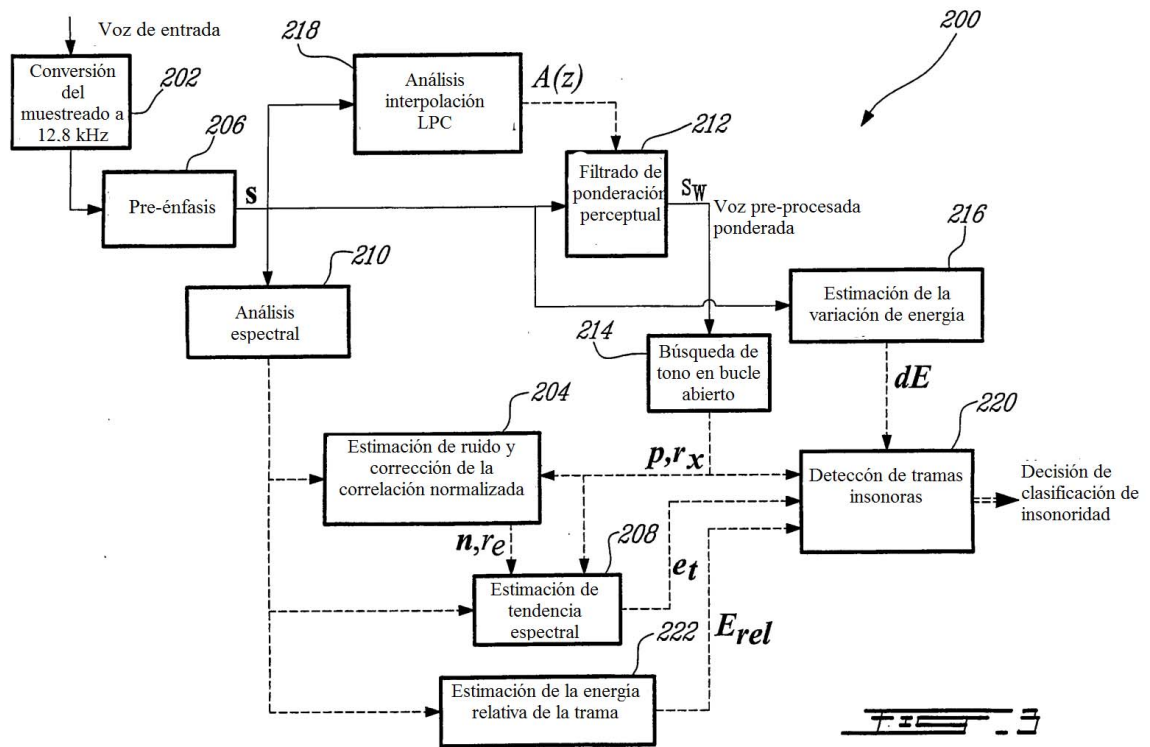 Voz de entrada
200
Conversión
del
muestreado a
12.8 kHz
202
218
Análisis
interpolación
LPC
A(z)
206
212
Pre-énfasis
s
Filtrado de
ponderación
perceptual
sw
Voz pre-procesada
ponderada
210
216
Análisis
espectral
Estimación de la
variación de energía
214
Búsqueda de
tono en bucle
abierto
dE
204
220
Estimación de ruido y
corrección de la
correlación normalizada
p,rx
Deteccón de tramas
insonoras
Decisión de
clasificación de
insonoridad
n,re
208
Estimación de
tendencia
espectral
et
222
Erel
Estimación de la energía
relativa de la trama
FIG. 3